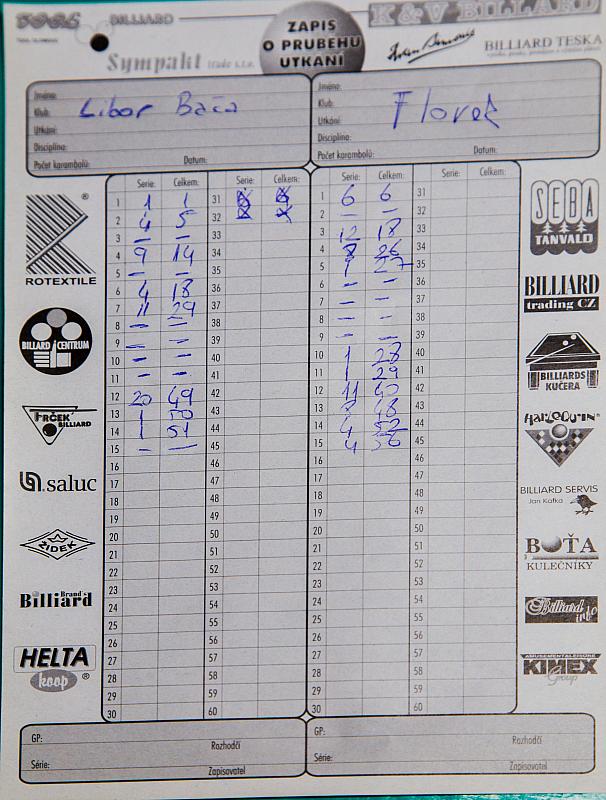 BILLIARD
K & V BILLARD
ZAPIS
O PRUBEHU
UTKANI
Sympakt trade s.r.o.
BILLIARD TESKA
Jméno:
Klub: Libor Bača
Utkání:
Disciplína:
Počet karambolů: Datum:
Jméno:
Klub: Florek
Utkání:
Disciplína:
Počet karambolů: Datum:
Serie: Celkem: Serie: Celkem:
1 1 1 31
2 4 5 32
3 – – 33
4 9 14 34
5 – – 35
6 4 18 36
7 11 29 37
8 – – 38
9 – – 39
10 – – 40
11 – – 41
12 20 49 42
13 1 50 43
14 1 51 44
15 – – 45
16 46
17 47
18 48
19 49
20 50
21 51
22 52
23 53
24 54
25 55
26 56
27 57
28 58
29 59
30 60
Serie: Celkem: Serie: Celkem:
6 6 31
2 – – 32
3 12 18 33
4 8 26 34
5 1 27 35
6 – – 36
7 – – 37
8 – – 38
9 – – 39
10 1 28 40
11 1 29 41
12 11 40 42
13 8 48 43
14 4 52 44
15 4 56 45
16 46
17 47
18 48
19 49
20 50
21 51
22 52
23 53
24 54
25 55
26 56
27 57
28 58
29 59
30 60
® ROTEXTILE
BILLARD CENTRUM
FRČEK BILLIARD
saluc
ŽIDEK
Brand
Billiard
HELTA
koop ®
SEBA
TANVALD
BILLIARD
trading CZ
BILLIARDS
KUČERA
HARLEQUIN
BILLIARD SERVIS
Jan Kafka
BOŤA
KULEČNÍKY
Billiard info
KIMEX
Group
GP: Rozhodčí
Série: Zapisovatel
GP: Rozhodčí
Série: Zapisovatel